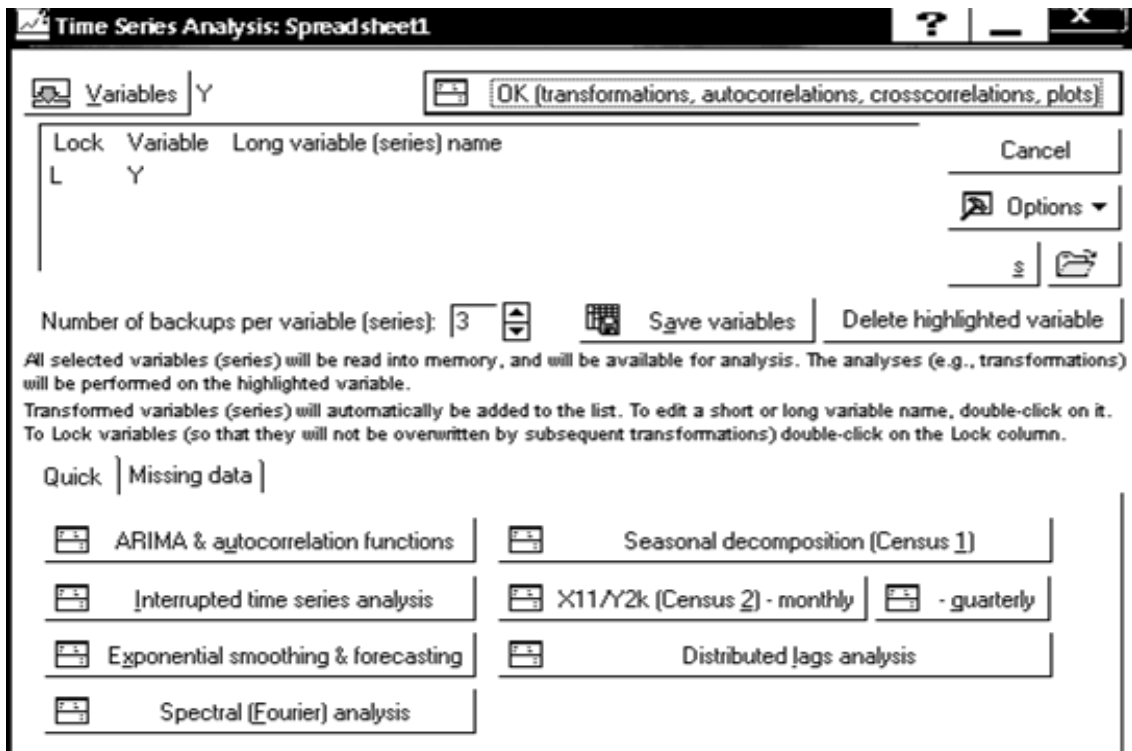 Time Series Analysis: Spreadsheet1 ? _ X
Variables Y OK (transformations, autocorrelations, crosscorrelations, plots)
Lock Variable Long variable (series) name
L Y
Cancel
Options
s
Number of backups per variable (series): 3 Save variables Delete highlighted variable
All selected variables (series) will be read into memory, and will be available for analysis. The analyses (e.g., transformations)
will be performed on the highlighted variable.
Transformed variables (series) will automatically be added to the list. To edit a short or long variable name, double-click on it.
To Lock variables (so that they will not be overwritten by subsequent transformations) double-click on the Lock column.
Quick Missing data
ARIMA & autocorrelation functions Seasonal decomposition (Census 1)
Interrupted time series analysis X11/Y2k (Census 2) - monthly - quarterly
Exponential smoothing & forecasting Distributed lags analysis
Spectral (Fourier) analysis